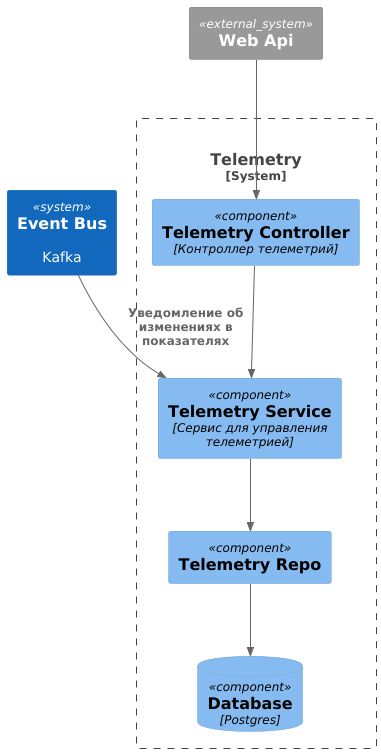 «external_system»
Web Api
Telemetry
[System]
«system»
Event Bus
Kafka
«component»
Telemetry Controller
[Контроллер телеметрий]
Уведомление об
изменениях в
показателях
«component»
Telemetry Service
[Сервис для управления
телеметрией]
«component»
Telemetry Repo
«component»
Database
[Postgres]